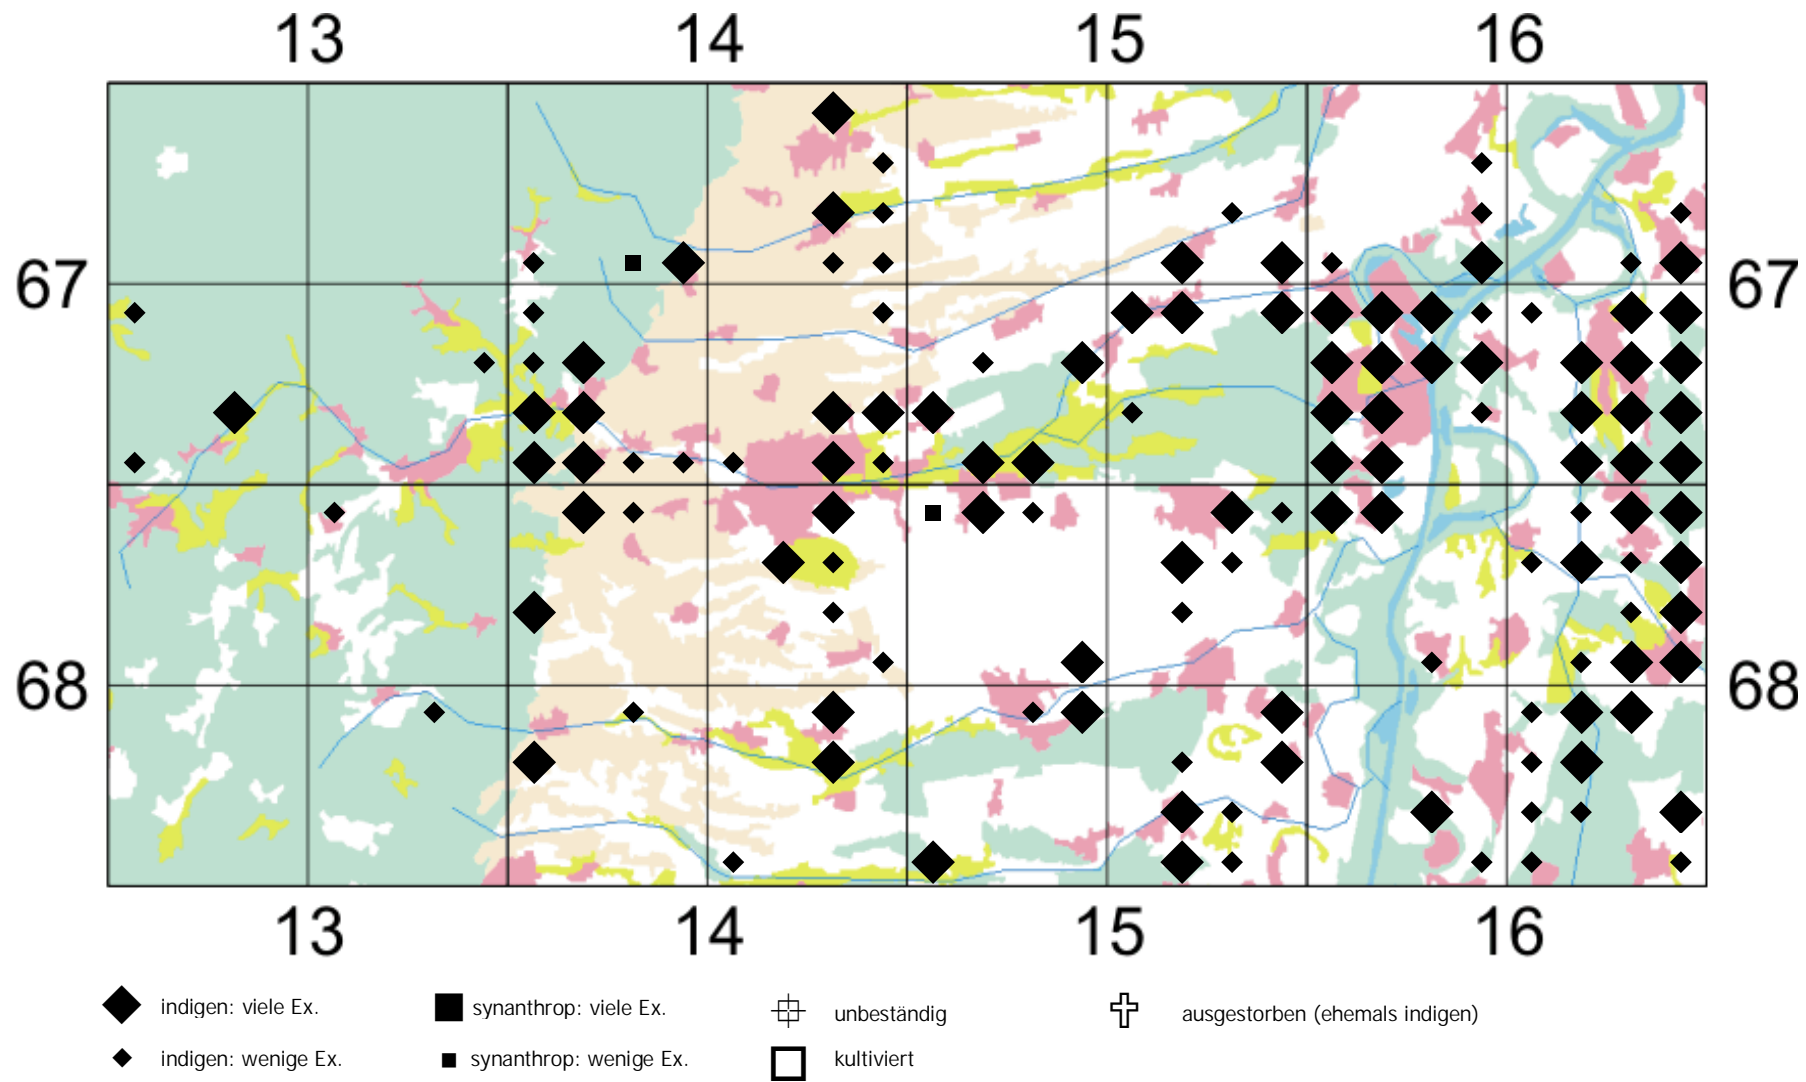 13 14 15 16
67 67
68 68
13 14 15 16
indigen: viele Ex. synanthrop: viele Ex. unbeständig ausgestorben (ehemals indigen)
indigen: wenige Ex. synanthrop: wenige Ex. kultiviert